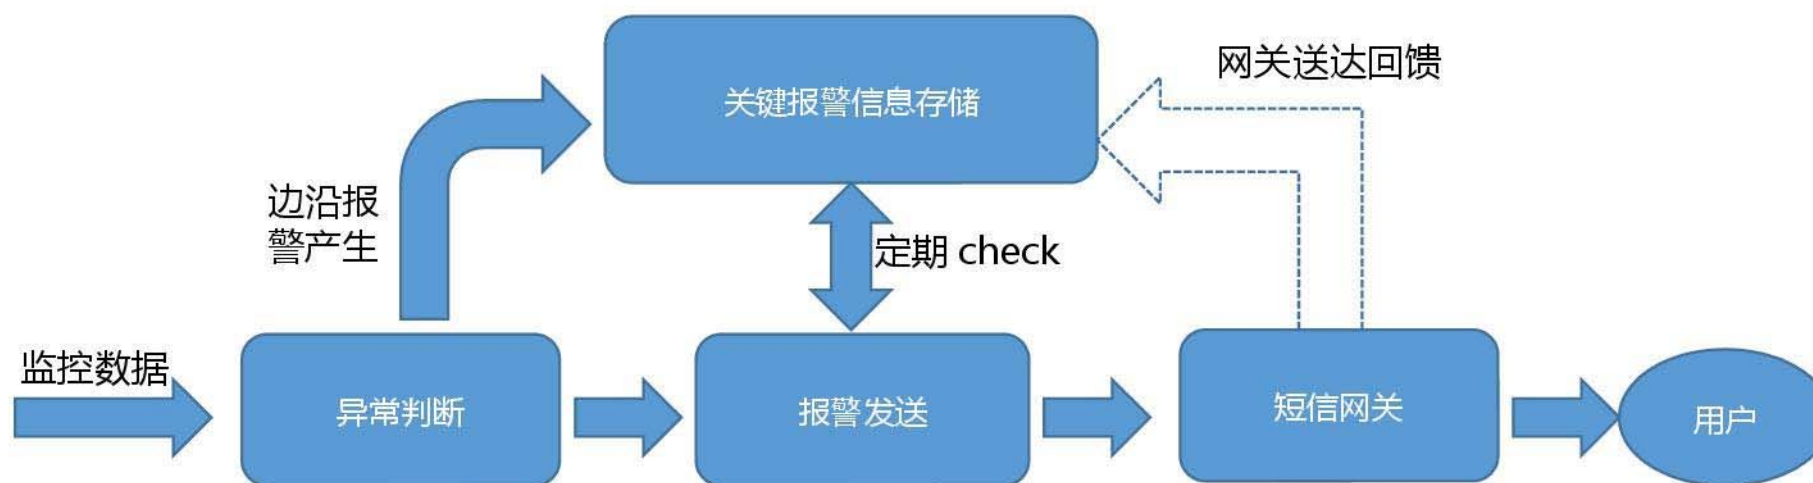 网关送达回馈
关键报警信息存储
边沿报
警产生
定期 check
监控数据
异常判断
报警发送
短信网关
用户